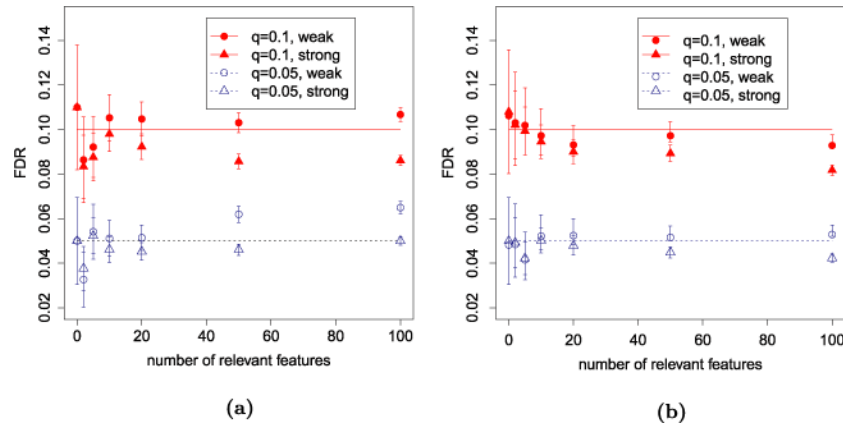 q=0.1, weak
q=0.1, strong
q=0.05, weak
q=0.05, strong
FDR
0.14
0.12
0.10
0.08
0.06
0.04
0.02
0 20 40 60 80 100
number of relevant features
(a)
q=0.1, weak
q=0.1, strong
q=0.05, weak
q=0.05, strong
FDR
0.14
0.12
0.10
0.08
0.06
0.04
0.02
0 20 40 60 80 100
number of relevant features
(b)